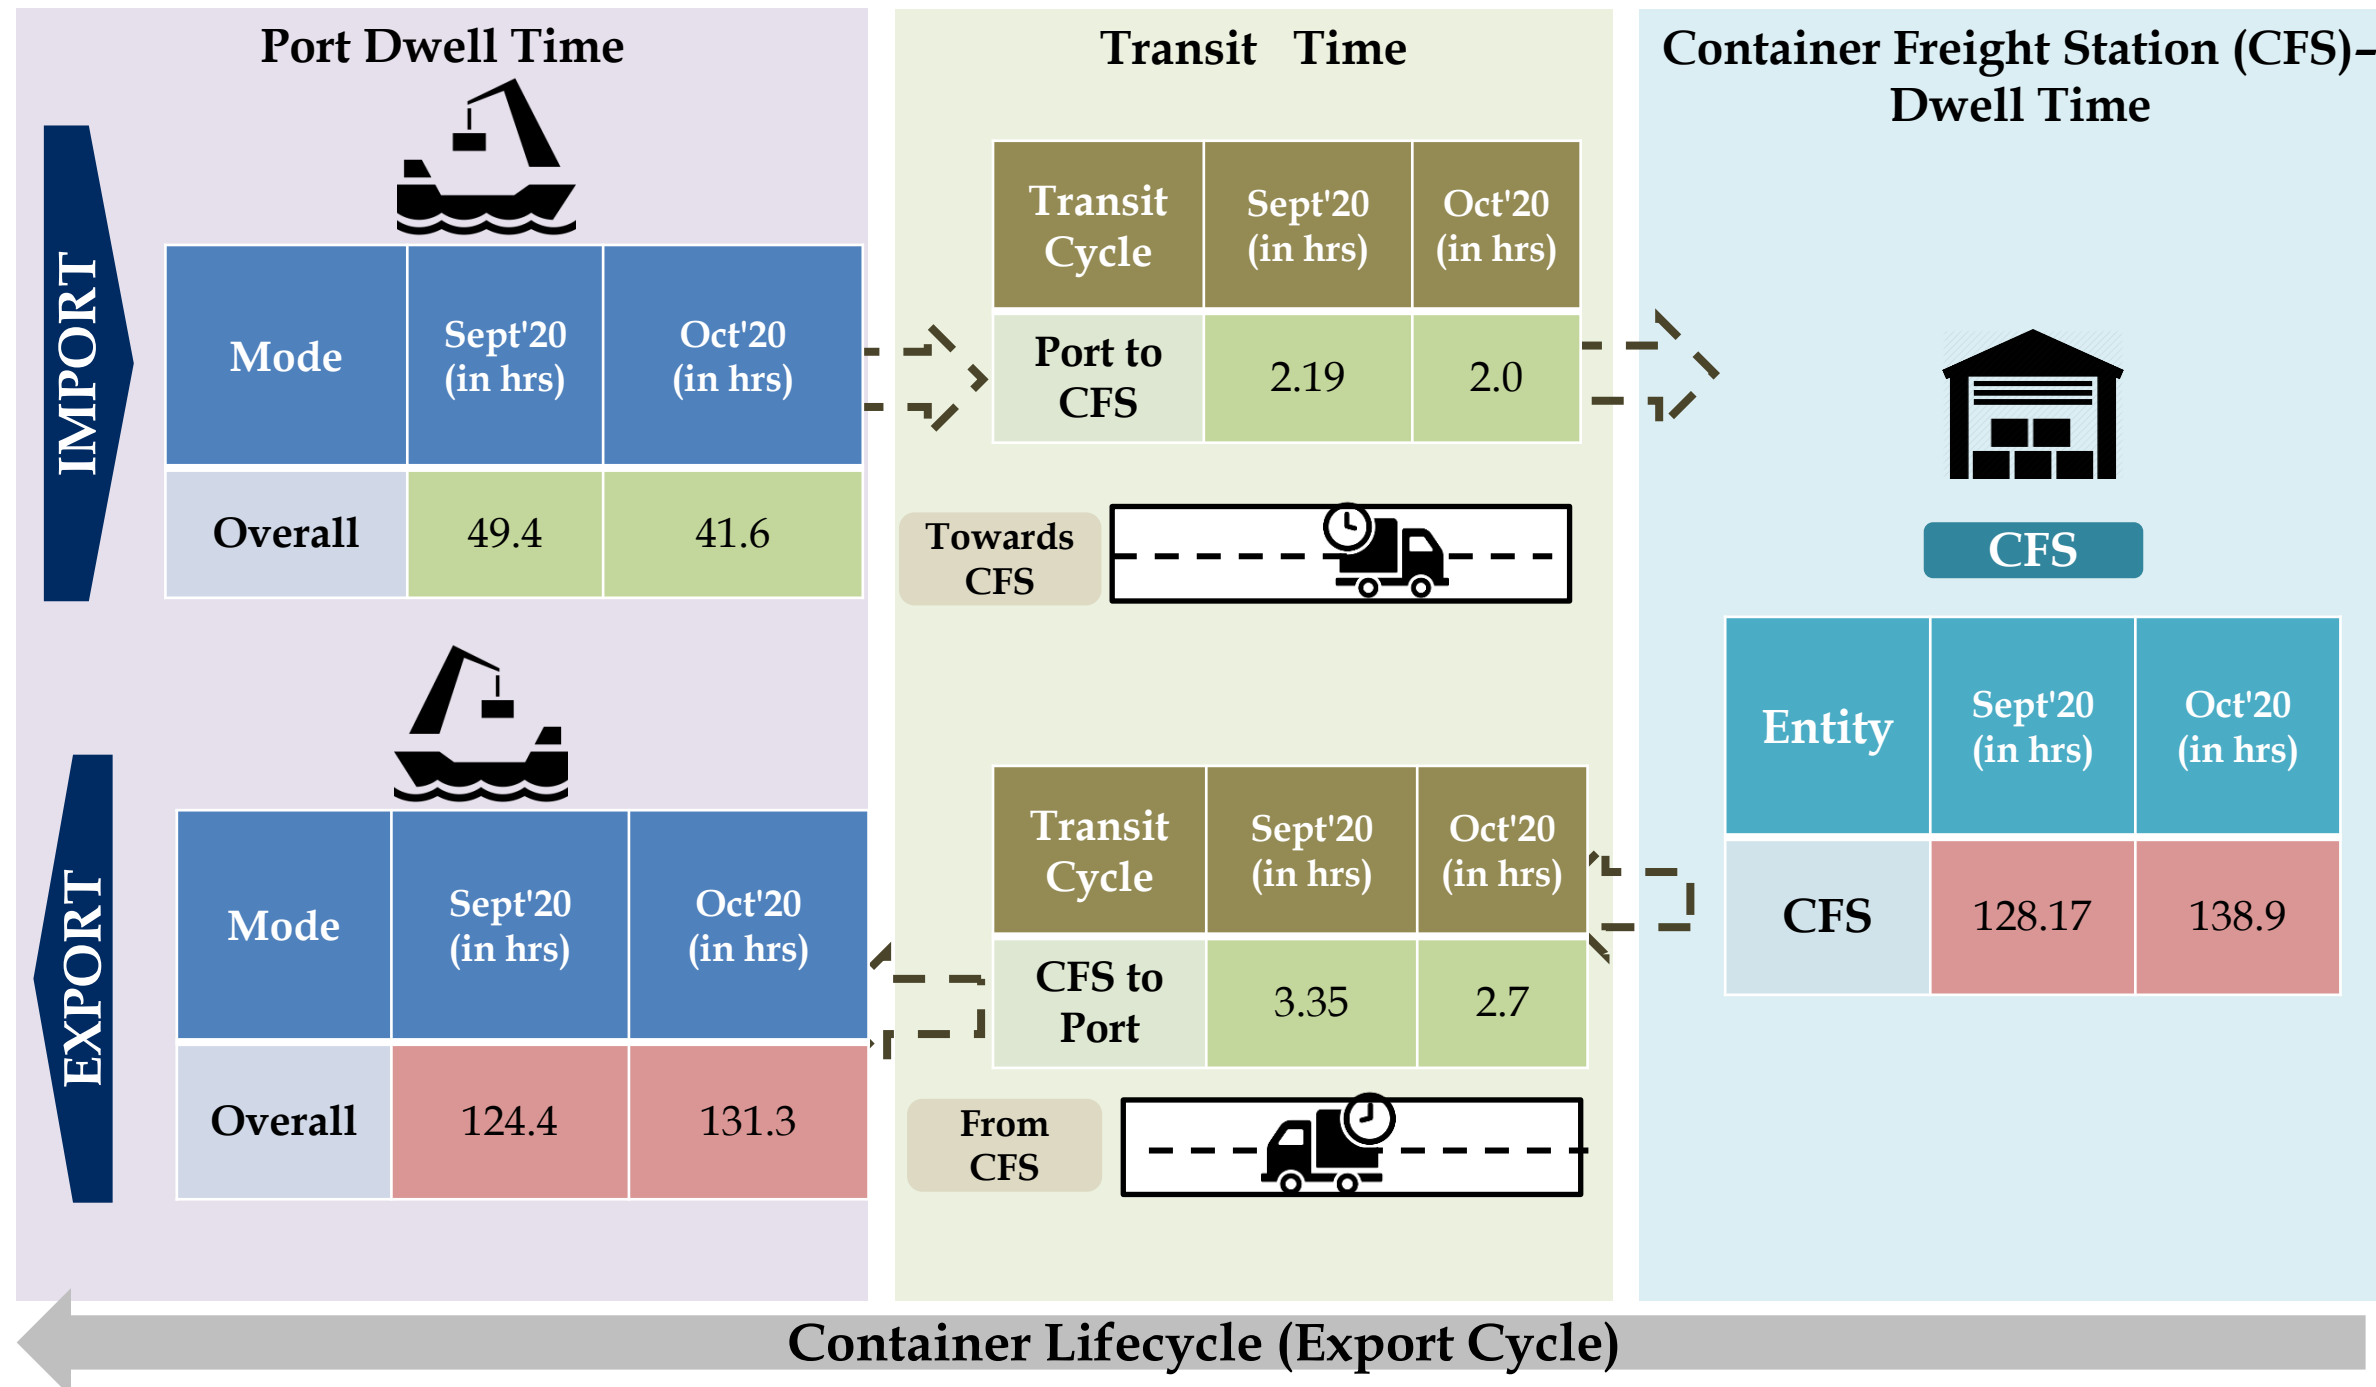 Port Dwell Time
IMPORT
Mode
Sept'20
(in hrs)
Oct'20
(in hrs)
Overall
49.4
41.6
EXPORT
Mode
Sept'20
(in hrs)
Oct'20
(in hrs)
Overall
124.4
131.3
Transit Time
Transit
Cycle
Sept'20
(in hrs)
Oct'20
(in hrs)
Port to
CFS
2.19
2.0
Towards
CFS
Transit
Cycle
Sept'20
(in hrs)
Oct'20
(in hrs)
CFS to
Port
3.35
2.7
From
CFS
Container Freight Station (CFS)–
Dwell Time
CFS
Entity
Sept'20
(in hrs)
Oct'20
(in hrs)
CFS
128.17
138.9
Container Lifecycle (Export Cycle)